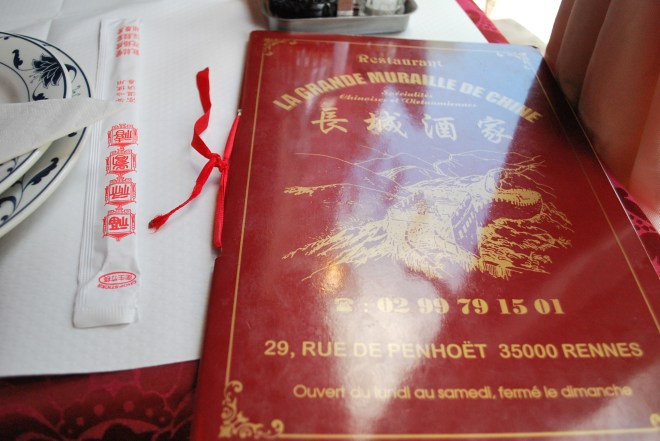 Restaurant
LA GRANDE MURAILLE DE CHINE
Spécialités
Chinoises et Vietnamiennes
長城酒家
☎ : 02 99 79 15 01
29, RUE DE PENHOËT 35000 RENNES
Ouvert du lundi au samedi, fermé le dimanche